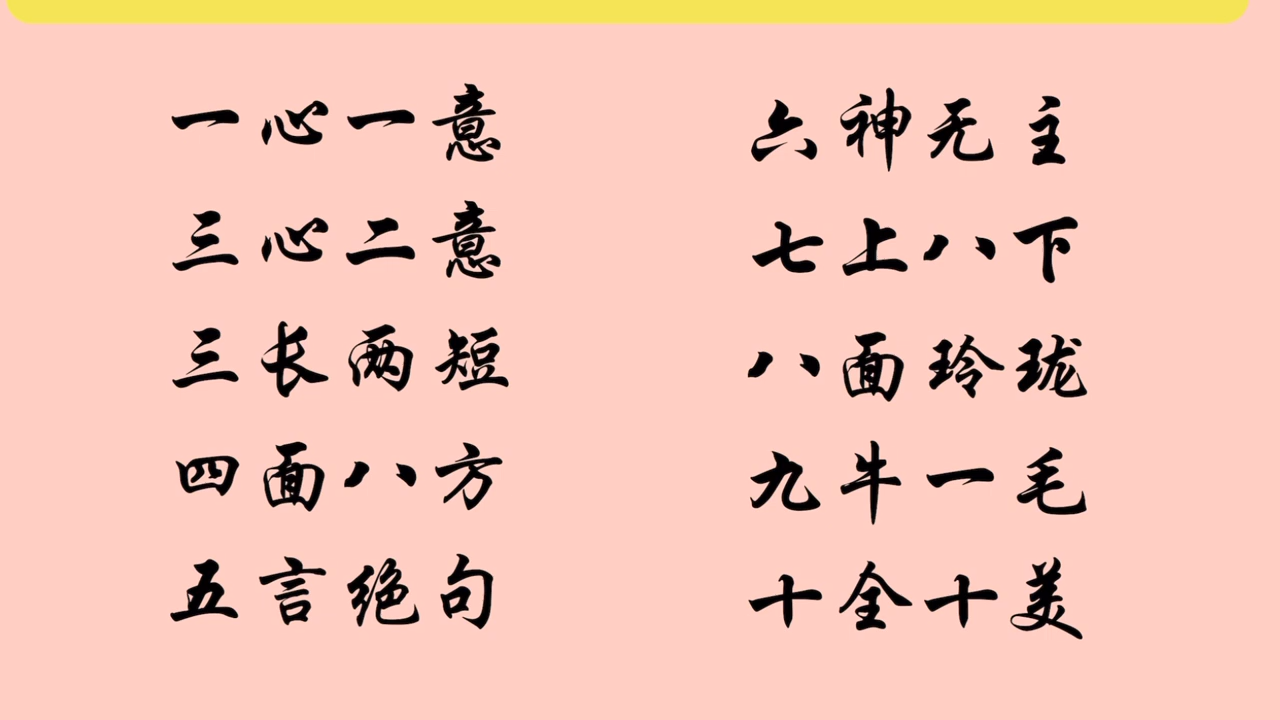 一心一意
三心二意
三长两短
四面八方
五言绝句
六神无主
七上八下
八面玲珑
九牛一毛
十全十美